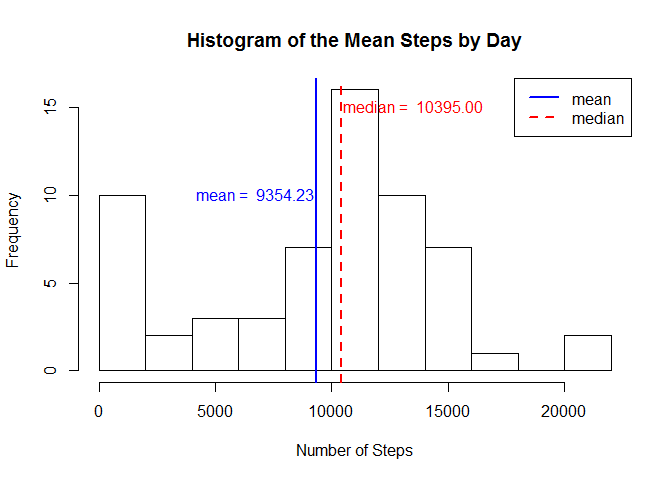 Histogram of the Mean Steps by Day
mean
median
median =  10395.00
mean =  9354.23
Frequency
0
5
10
15
0
5000
10000
15000
20000
Number of Steps